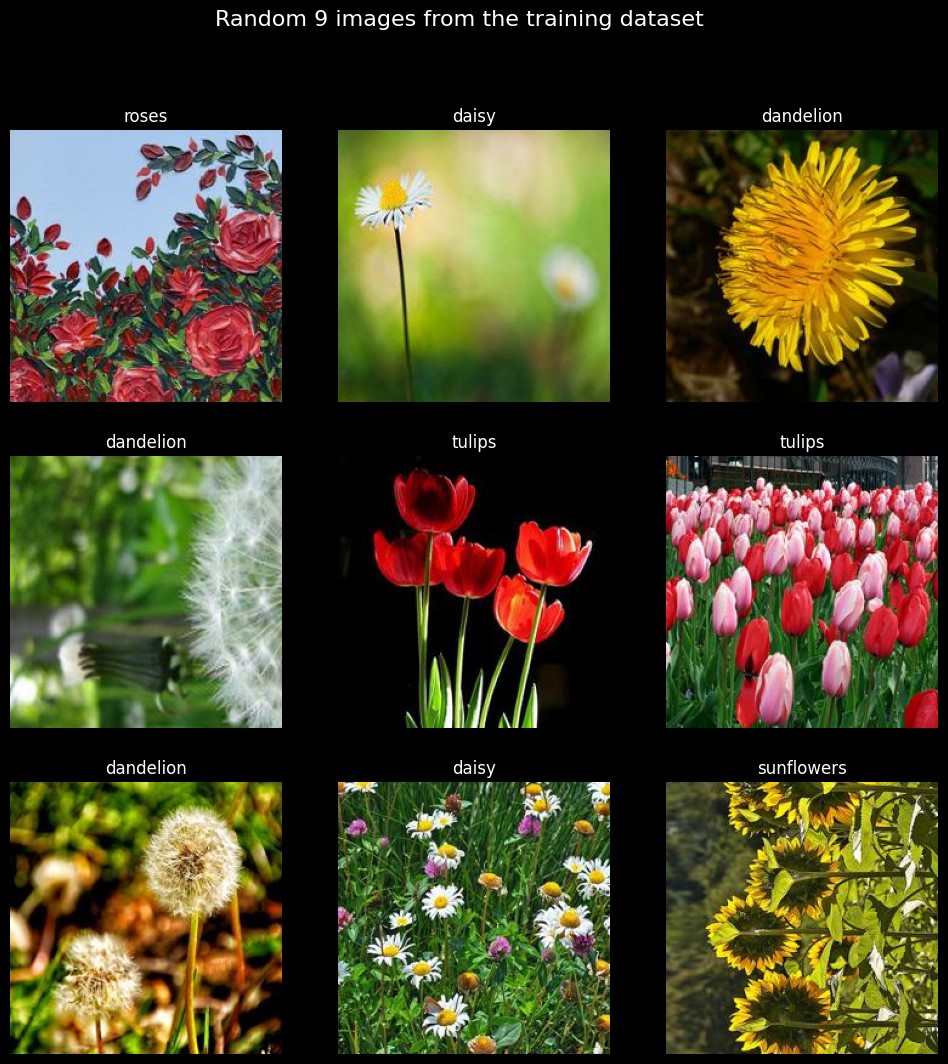 Random 9 images from the training dataset
roses
daisy
dandelion
dandelion
tulips
tulips
dandelion
daisy
sunflowers